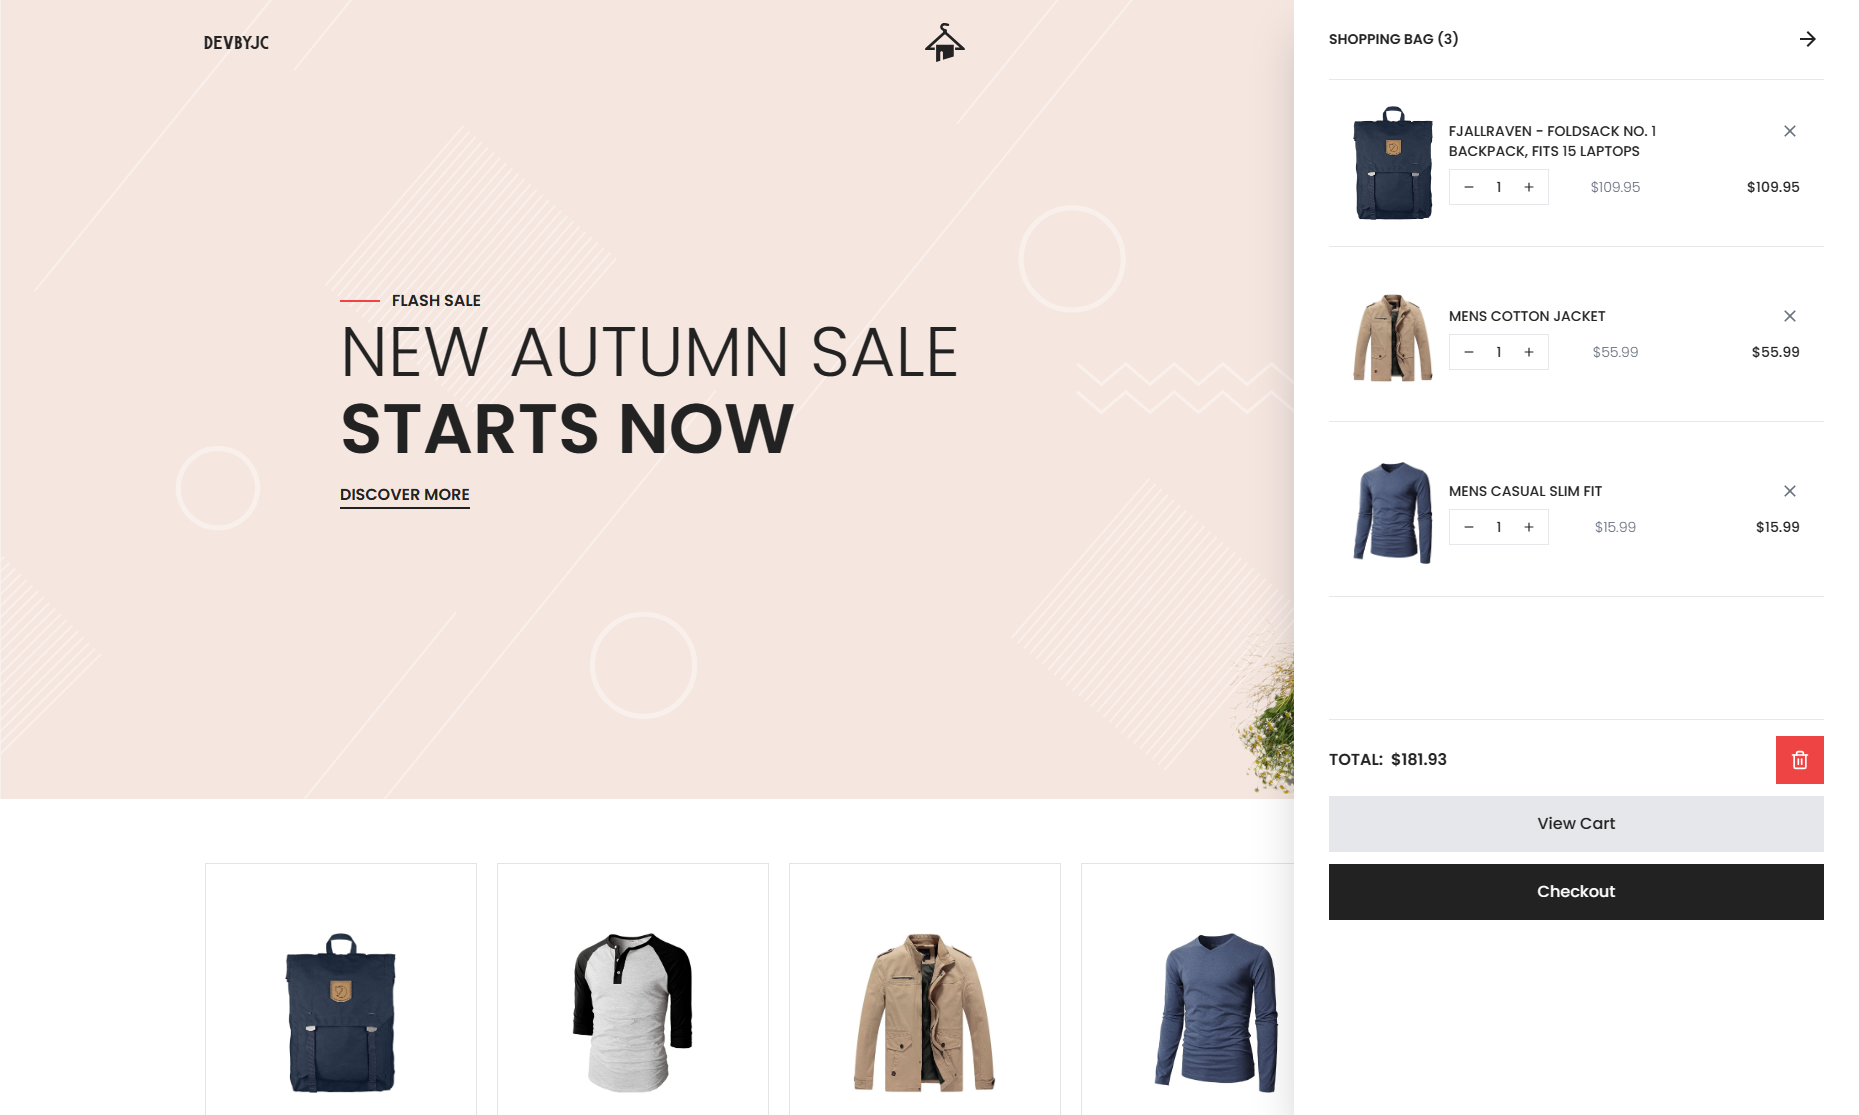 DEVBYJC
FLASH SALE
NEW AUTUMN SALE
STARTS NOW
DISCOVER MORE
SHOPPING BAG (3)
FJALLRAVEN - FOLDSACK NO. 1
BACKPACK, FITS 15 LAPTOPS
1 $109.95 $109.95
MENS COTTON JACKET
1 $55.99 $55.99
MENS CASUAL SLIM FIT
1 $15.99 $15.99
TOTAL: $181.93
View Cart
Checkout